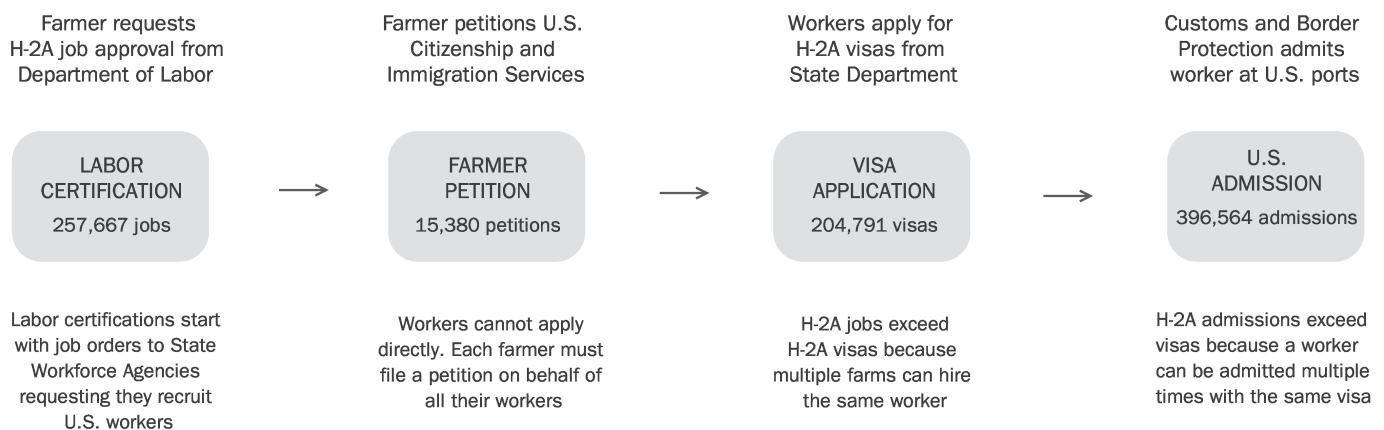 Farmer requests
H-2A job approval from
Department of Labor
Farmer petitions U.S.
Citizenship and
Immigration Services
Workers apply for
H-2A visas from
State Department
Customs and Border
Protection admits
worker at U.S. ports
LABOR
CERTIFICATION
257,667 jobs
FARMER
PETITION
15,380 petitions
VISA
APPLICATION
204,791 visas
U.S.
ADMISSION
396,564 admissions
Labor certifications start
with job orders to State
Workforce Agencies
requesting they recruit
U.S. workers
Workers cannot apply
directly. Each farmer must
file a petition on behalf of
all their workers
H-2A jobs exceed
H-2A visas because
multiple farms can hire
the same worker
H-2A admissions exceed
visas because a worker
can be admitted multiple
times with the same visa